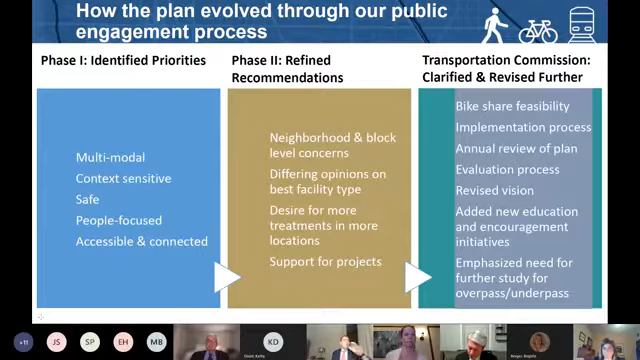 How the plan evolved through our public
engagement process
Phase I: Identified Priorities
Multi-modal
Context sensitive
Safe
People-focused
Accessible & connected
Phase II: Refined
Recommendations
Neighborhood & block
level concerns
Differing opinions on
best facility type
Desire for more
treatments in more
locations
Support for projects
Transportation Commission:
Clarified & Revised Further
Bike share feasibility
Implementation process
Annual review of plan
Evaluation process
Revised vision
Added new education
and encouragement
initiatives
Emphasized need for
further study for
overpass/underpass
+11
JS
SP
EH
MB
KD